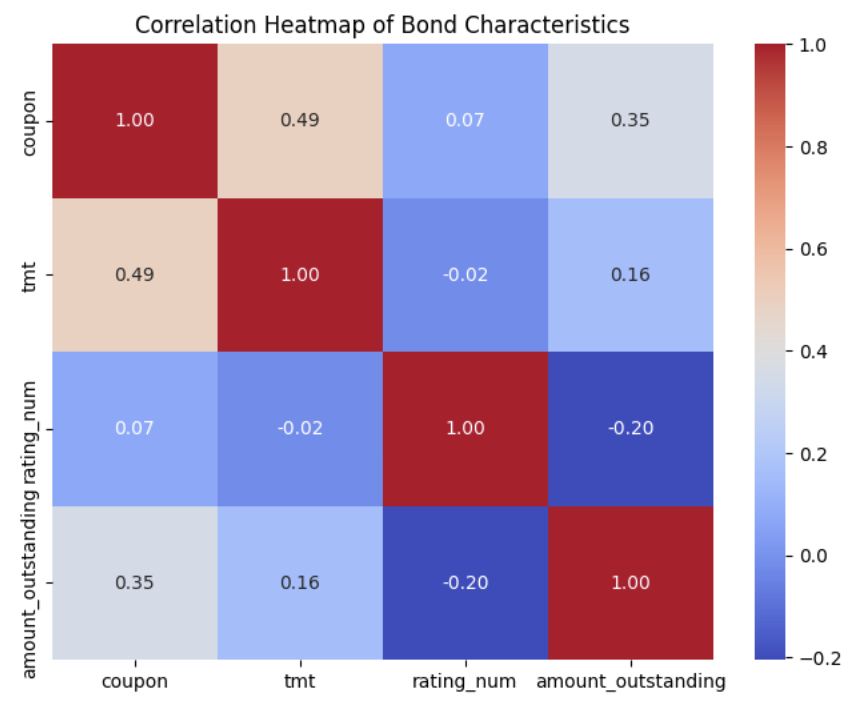 Correlation Heatmap of Bond Characteristics
coupon 1.00 0.49 0.07 0.35
tmt 0.49 1.00 -0.02 0.16
rating_num 0.07 -0.02 1.00 -0.20
amount_outstanding 0.35 0.16 -0.20 1.00
coupon tmt rating_num amount_outstanding
1.0
0.8
0.6
0.4
0.2
0.0
−0.2